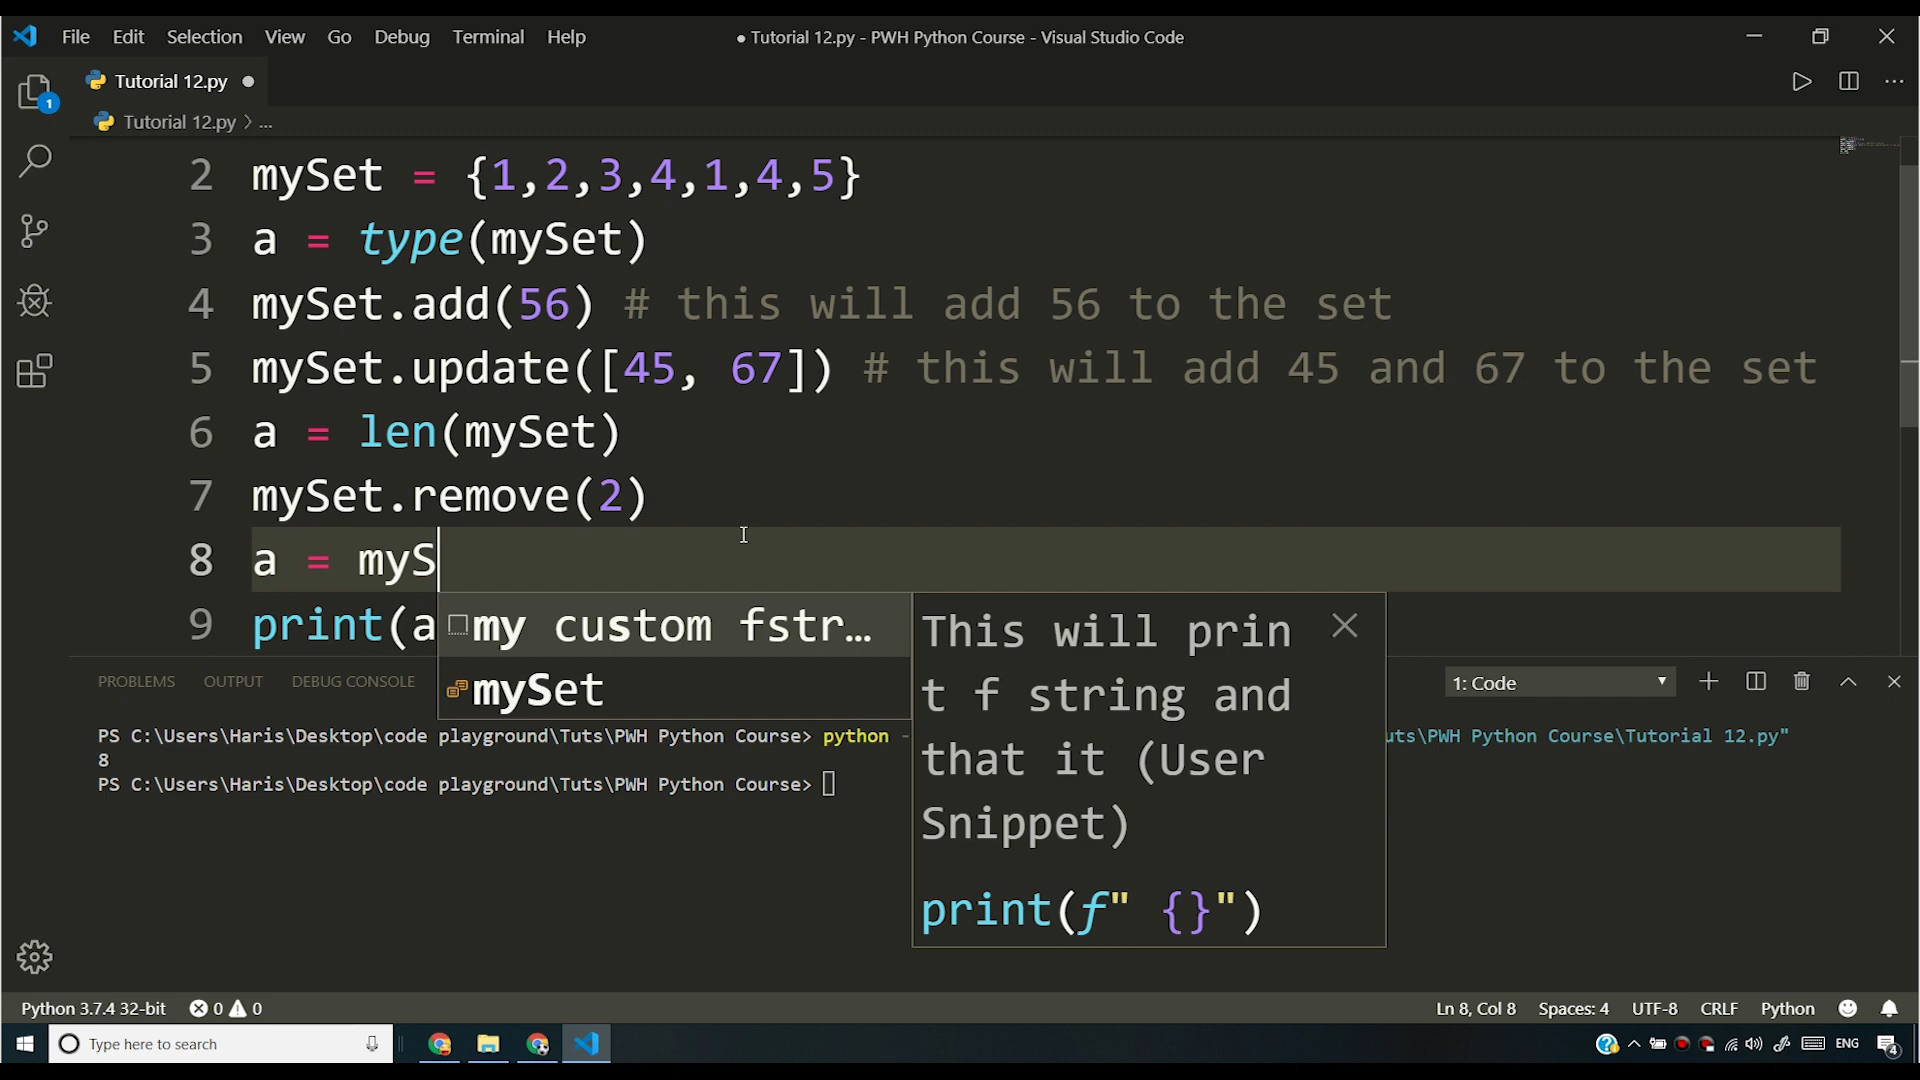 File Edit Selection View Go Debug Terminal Help
● Tutorial 12.py - PWH Python Course - Visual Studio Code
Tutorial 12.py ●
Tutorial 12.py > ...
1
2 mySet = {1,2,3,4,1,4,5}
3 a = type(mySet)
4 mySet.add(56) # this will add 56 to the set
5 mySet.update([45, 67]) # this will add 45 and 67 to the set
6 a = len(mySet)
7 mySet.remove(2)
8 a = myS
9 print(a
my custom fstr...
mySet
This will prin
t f string and
that it (User
Snippet)
print(f" {}")
PROBLEMS OUTPUT DEBUG CONSOLE
1: Code
PS C:\Users\Haris\Desktop\code playground\Tuts\PWH Python Course> python - uts\PWH Python Course\Tutorial 12.py"
8
PS C:\Users\Haris\Desktop\code playground\Tuts\PWH Python Course>
Python 3.7.4 32-bit 0 0
Ln 8, Col 8 Spaces: 4 UTF-8 CRLF Python
Type here to search
ENG
4